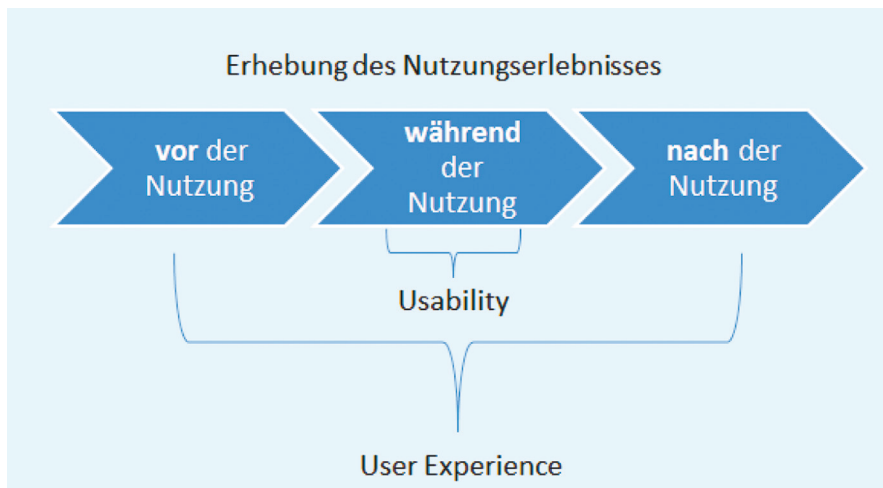 Erhebung des Nutzungserlebnisses
vor der
Nutzung
während
der
Nutzung
nach der
Nutzung
Usability
User Experience